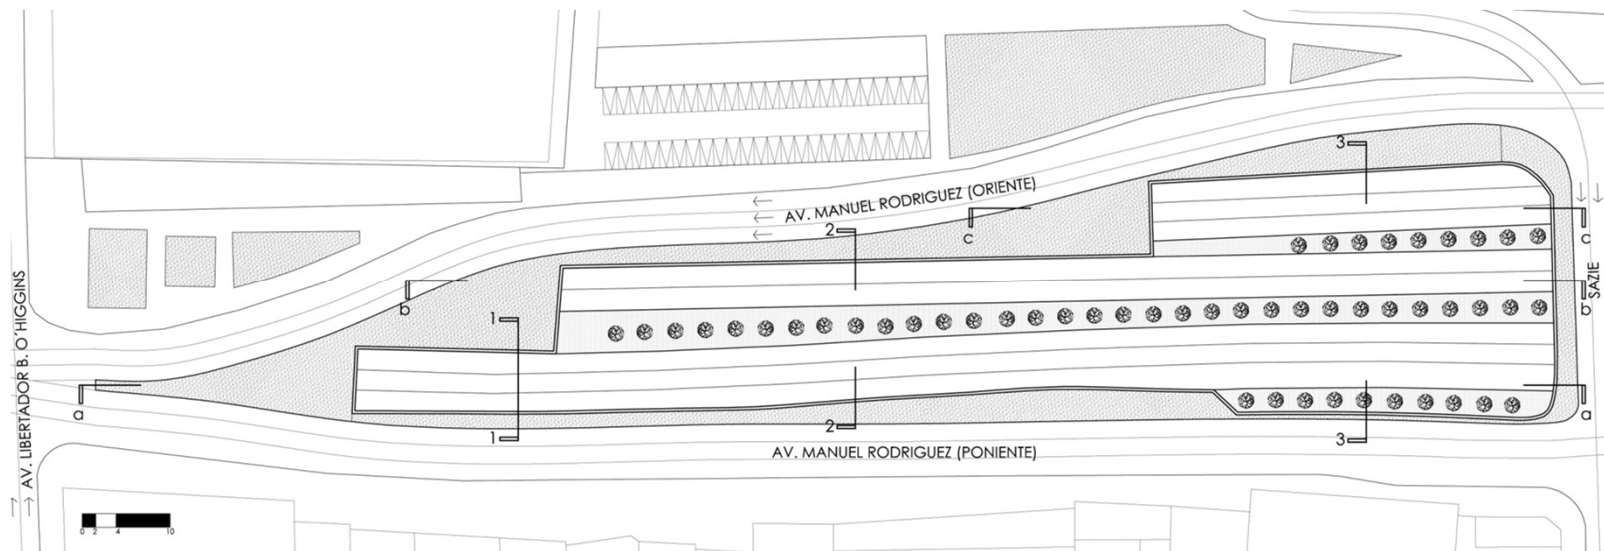 3
AV. MANUEL RODRIGUEZ (ORIENTE)
2
c
c
SAZIE
b
b
1
AV. LIBERTADOR B. O´HIGGINS
a
a
1
2
3
AV. MANUEL RODRIGUEZ (PONIENTE)
0 2 4 10